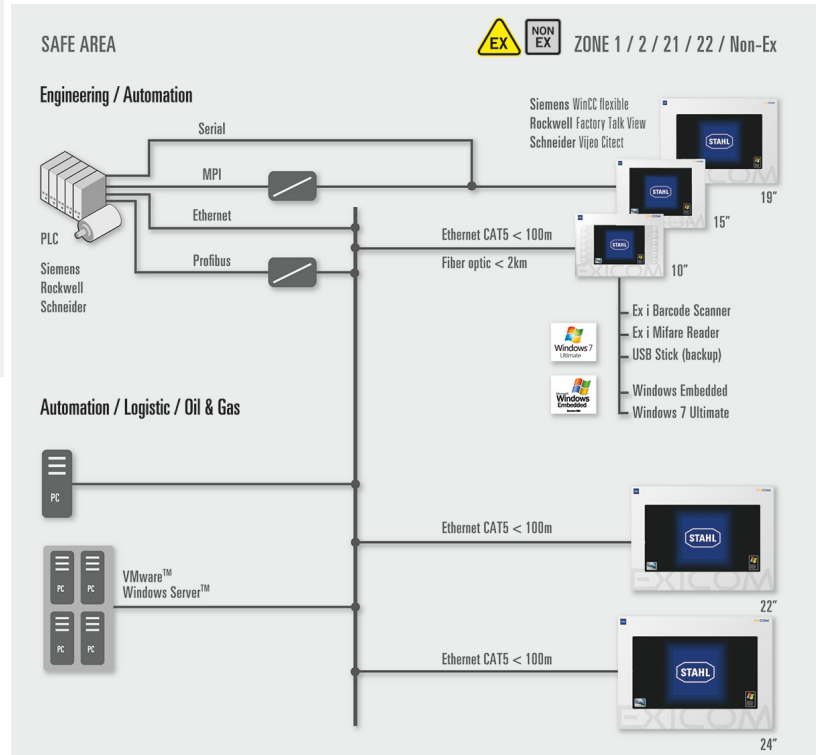 SAFE AREA
EX
NON
EX
ZONE 1 / 2 / 21 / 22 / Non-Ex
Engineering / Automation
Siemens WinCC flexible
Rockwell Factory Talk View
Schneider Vijeo Citect
Serial
MPI
Ethernet
Profibus
PLC
Siemens
Rockwell
Schneider
STAHL
19"
STAHL
15"
STAHL
EXICOM
10"
Ethernet CAT5 < 100m
Fiber optic < 2km
Ex i Barcode Scanner
Ex i Mifare Reader
USB Stick (backup)
Windows Embedded
Windows 7 Ultimate
Windows 7
Ultimate
Windows
Embedded
Automation / Logistic / Oil & Gas
PC
PC
PC
PC
PC
VMware™
Windows Server™
Ethernet CAT5 < 100m
STAHL
EXICOM
22"
Ethernet CAT5 < 100m
STAHL
EXICOM
24"